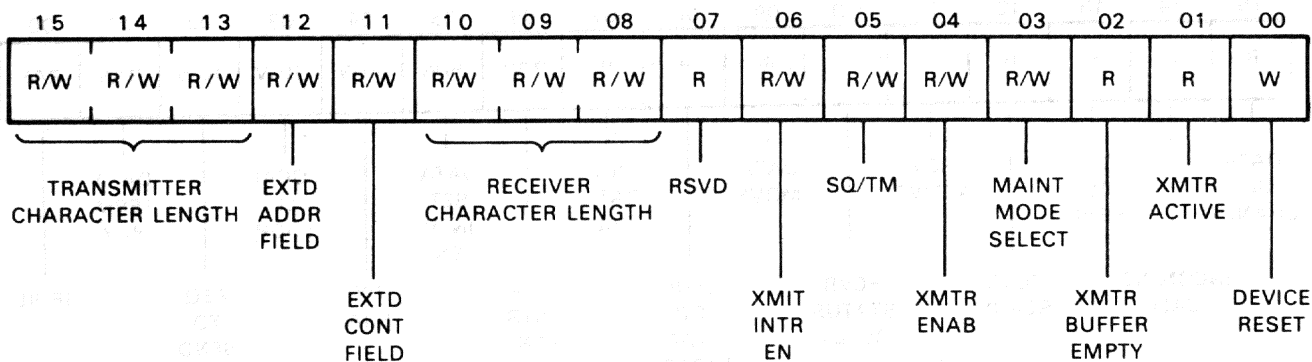 15 14 13 12 11 10 09 08 07 06 05 04 03 02 01 00
R/W R/W R/W R/W R/W R/W R/W R/W R R/W R/W R/W R/W R R W
TRANSMITTER
CHARACTER LENGTH
EXTD
ADDR
FIELD
EXTD
CONT
FIELD
RECEIVER
CHARACTER LENGTH
RSVD
XMIT
INTR
EN
SQ/TM
XMTR
ENAB
MAINT
MODE
SELECT
XMTR
BUFFER
EMPTY
XMTR
ACTIVE
DEVICE
RESET